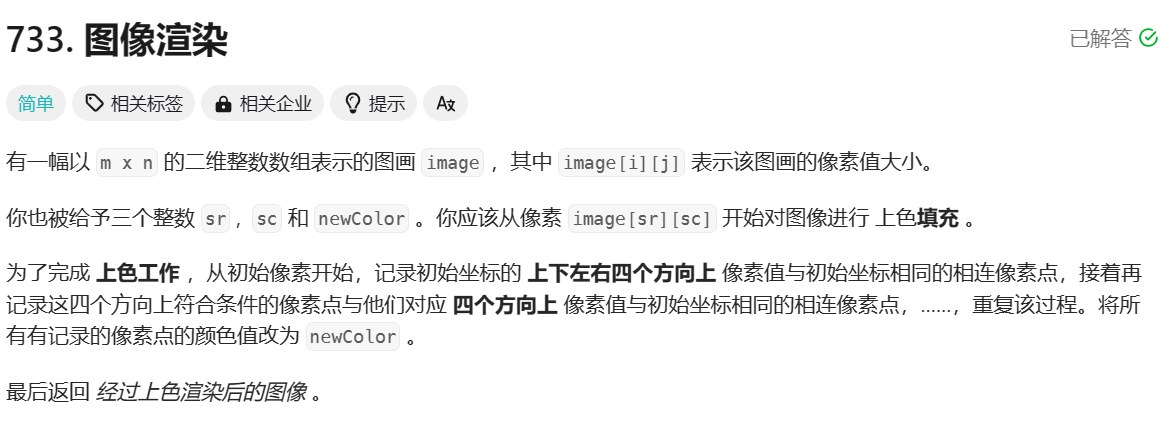 733. 图像渲染
已解答
简单 相关标签 相关企业 提示
有一幅以 m x n 的二维整数数组表示的图画 image ，其中 image[i][j] 表示该图画的像素值大小。
你也被给予三个整数 sr , sc 和 newColor 。你应该从像素 image[sr][sc] 开始对图像进行 上色填充 。
为了完成 上色工作 ，从初始像素开始，记录初始坐标的 上下左右四个方向上 像素值与初始坐标相同的相连像素点，接着再
记录这四个方向上符合条件的像素点与他们对应 四个方向上 像素值与初始坐标相同的相连像素点，……，重复该过程。将所
有有记录的像素点的颜色值改为 newColor 。
最后返回 经过上色渲染后的图像 。